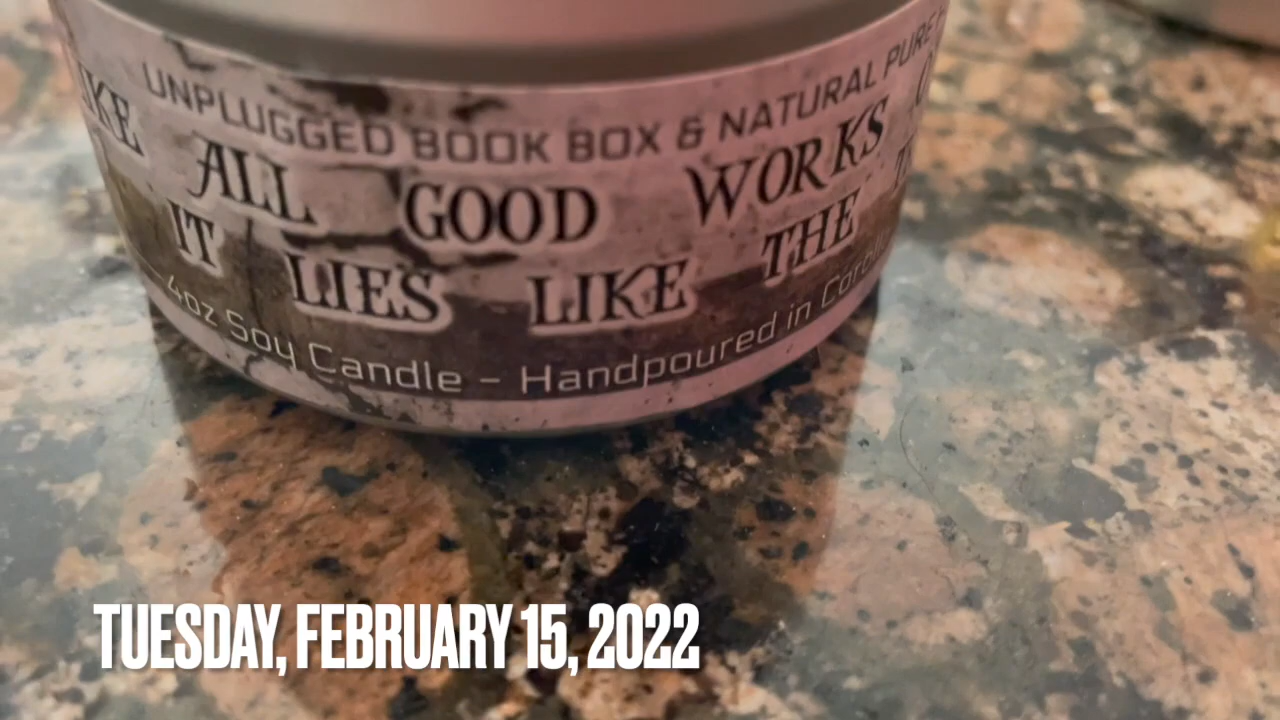 UNPLUGGED BOOK BOX & NATURAL PURE
ALL GOOD WORKS
IT LIES LIKE THE
4oz Soy Candle – Handpoured in
TUESDAY, FEBRUARY 15, 2022